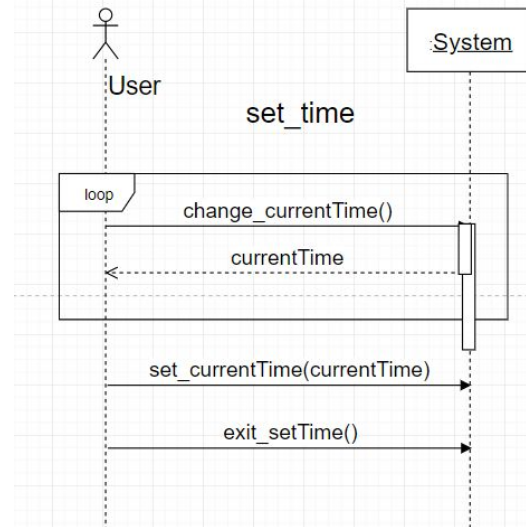 :System
User
set_time
loop
change_currentTime()
currentTime
set_currentTime(currentTime)
exit_setTime()